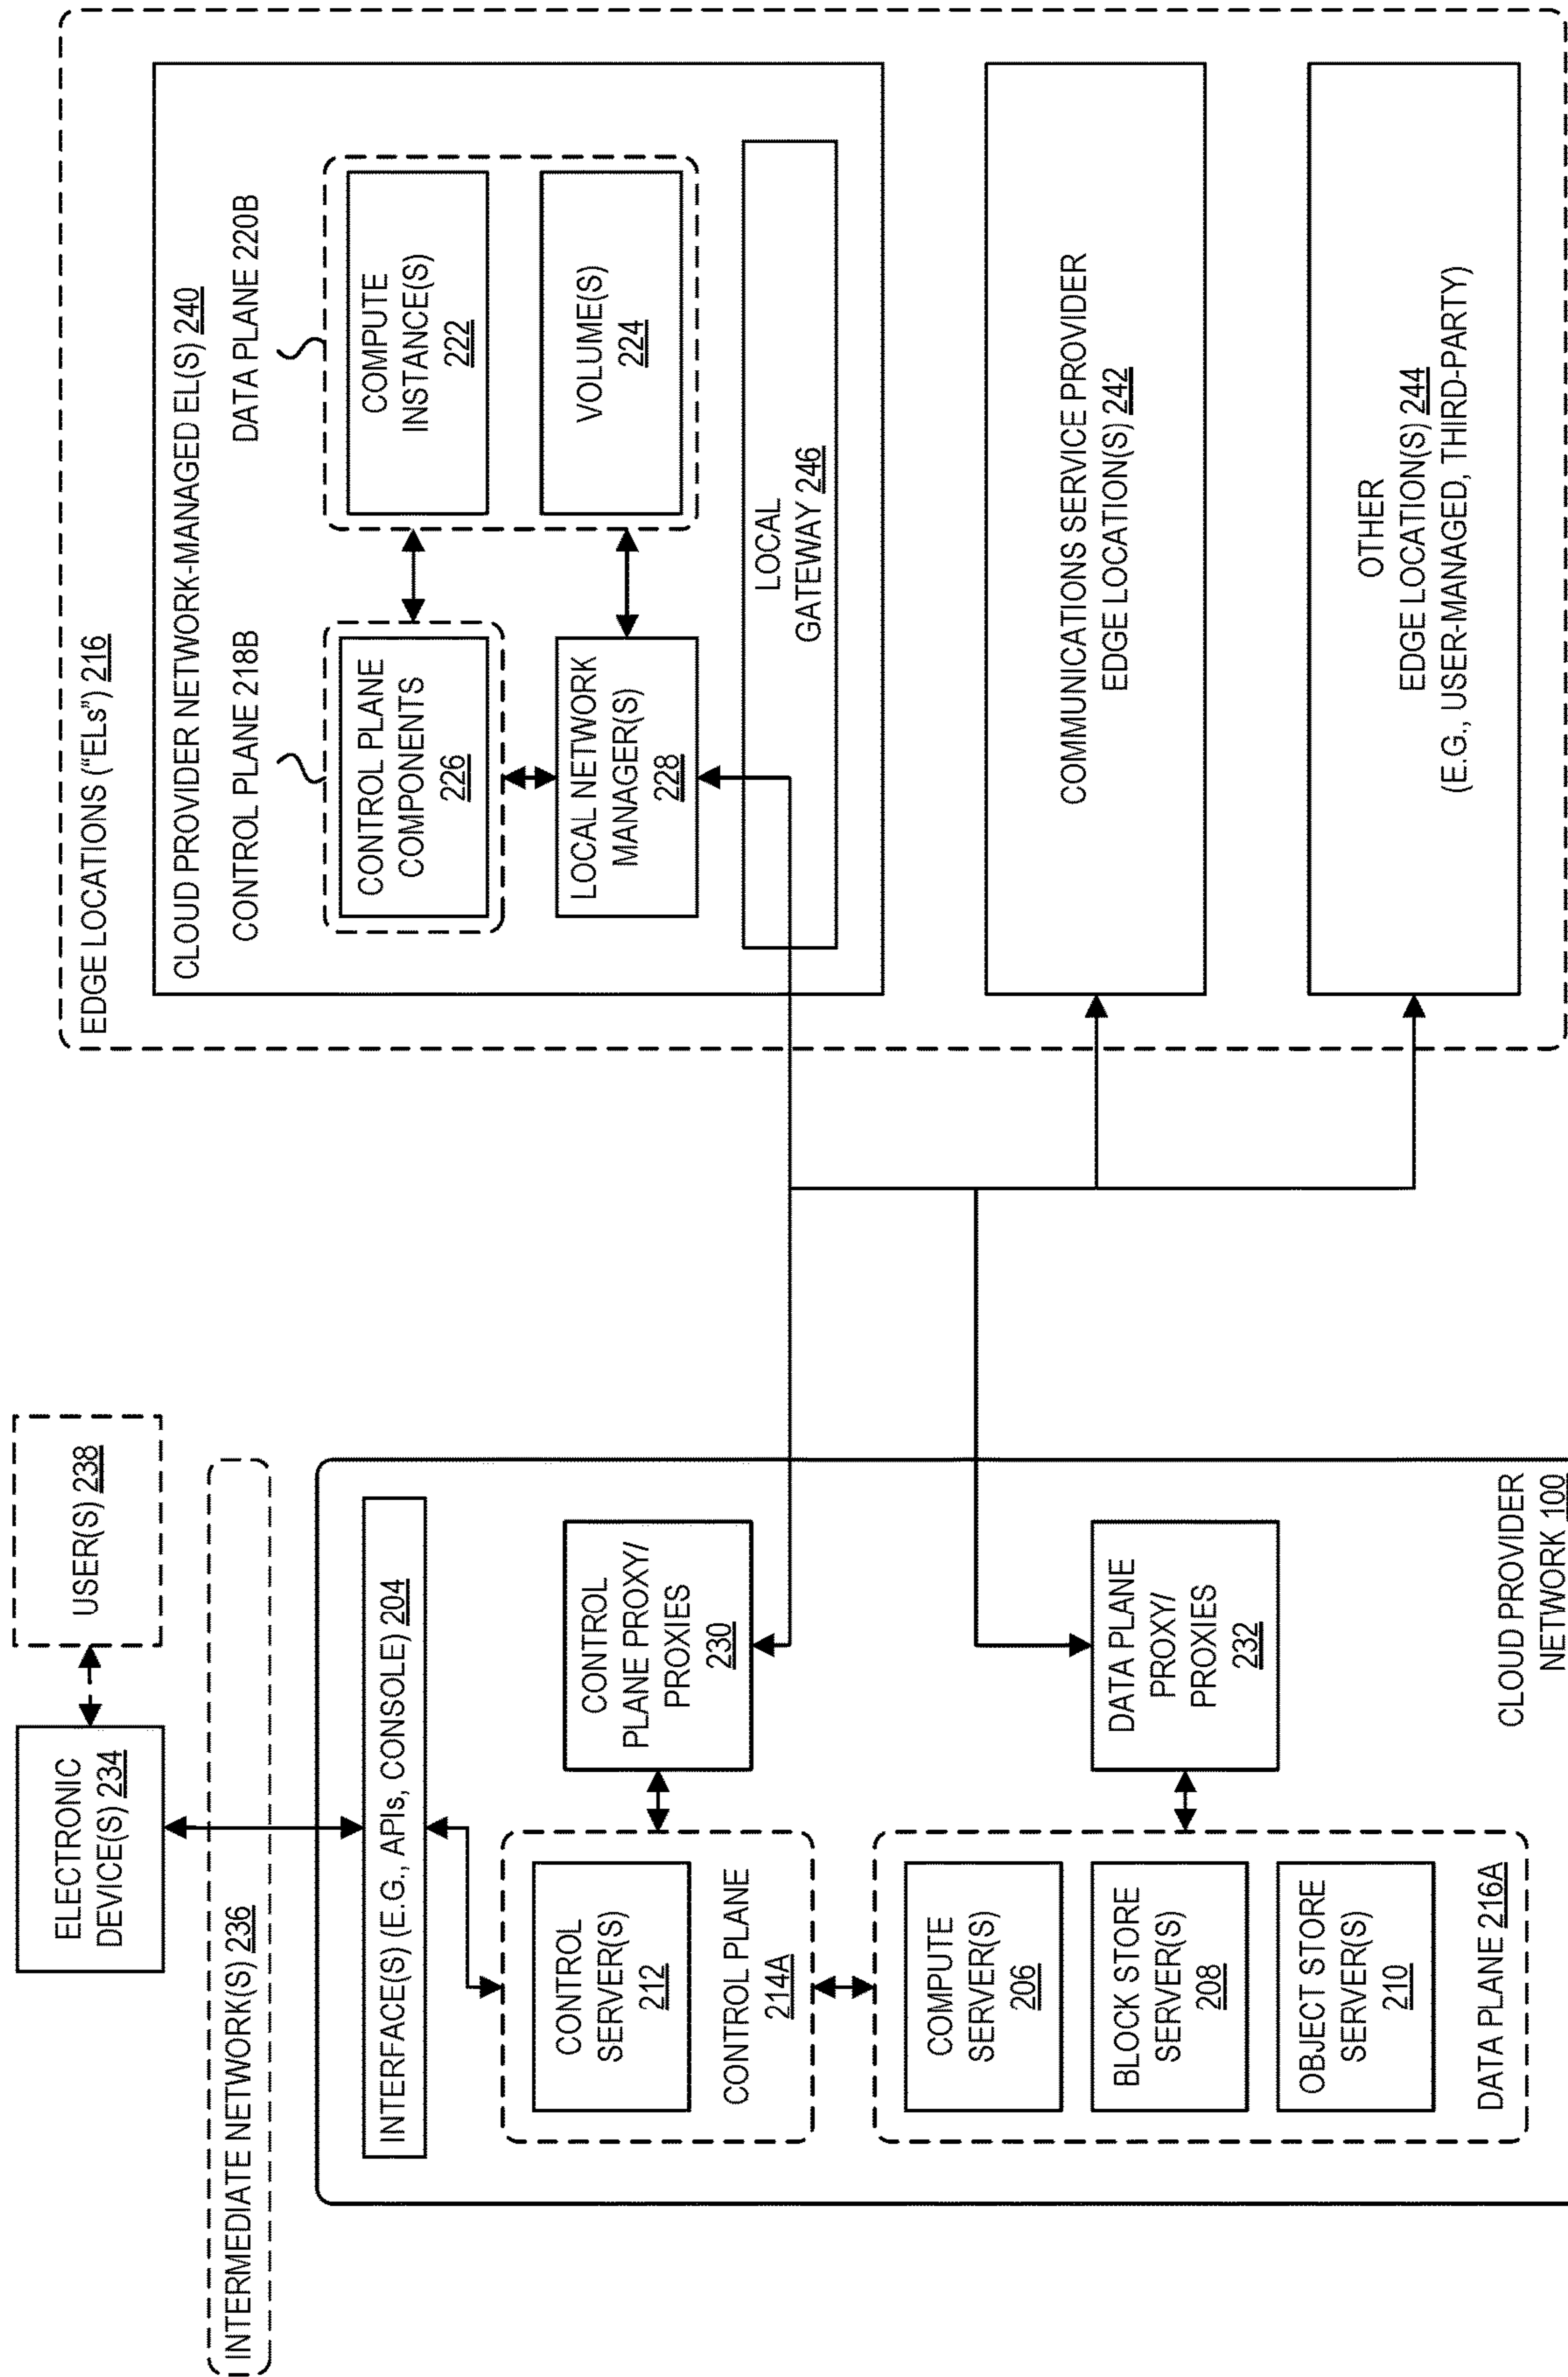 ELECTRONIC
DEVICE(S) 234
USER(S) 238
INTERMEDIATE NETWORK(S) 236
INTERFACE(S) (E.G., APIs, CONSOLE) 204
CONTROL
SERVER(S)
212
CONTROL PLANE
214A
CONTROL
PLANE PROXY/
PROXIES
230
COMPUTE
SERVER(S)
206
BLOCK STORE
SERVER(S)
208
OBJECT STORE
SERVER(S)
210
DATA PLANE 216A
DATA PLANE
PROXY/
PROXIES
232
CLOUD PROVIDER
NETWORK 100
EDGE LOCATIONS (“ELs”) 216
CLOUD PROVIDER NETWORK-MANAGED EL(S) 240
CONTROL PLANE 218B
DATA PLANE 220B
CONTROL PLANE
COMPONENTS
226
COMPUTE
INSTANCE(S)
222
LOCAL NETWORK
MANAGER(S)
228
VOLUME(S)
224
LOCAL
GATEWAY 246
COMMUNICATIONS SERVICE PROVIDER
EDGE LOCATION(S) 242
OTHER
EDGE LOCATION(S) 244
(E.G., USER-MANAGED, THIRD-PARTY)